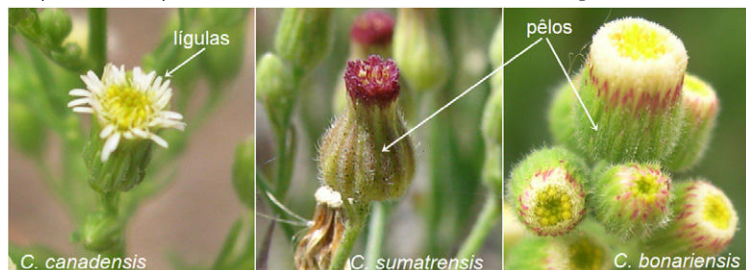 lígulas
pêlos
C. canadensis
C. sumatrensis
C. bonariensis